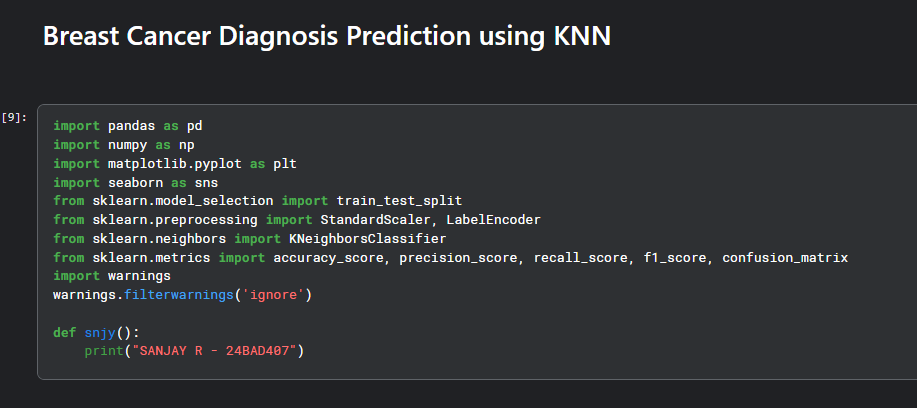 Breast Cancer Diagnosis Prediction using KNN
[9]:
import pandas as pd
import numpy as np
import matplotlib.pyplot as plt
import seaborn as sns
from sklearn.model_selection import train_test_split
from sklearn.preprocessing import StandardScaler, LabelEncoder
from sklearn.neighbors import KNeighborsClassifier
from sklearn.metrics import accuracy_score, precision_score, recall_score, f1_score, confusion_matrix
import warnings
warnings.filterwarnings('ignore')
def snjy():
    print("SANJAY R - 24BAD407")